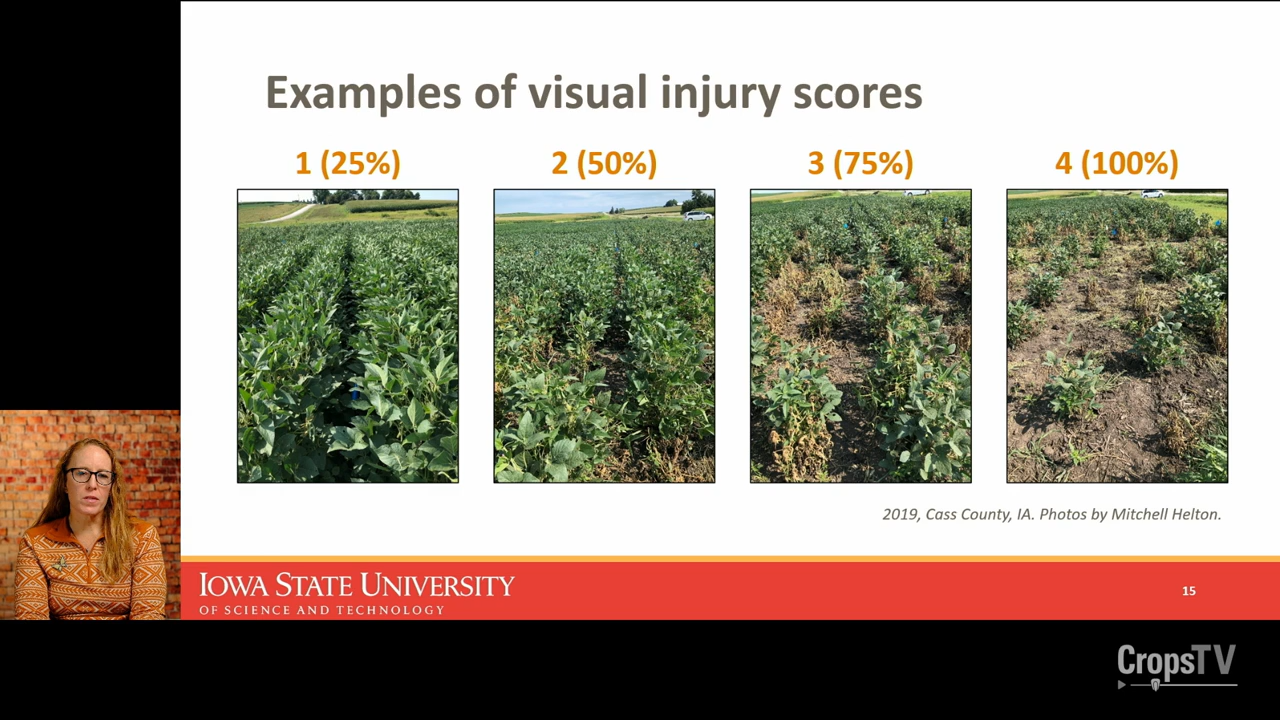 Examples of visual injury scores
1 (25%)
2 (50%)
3 (75%)
4 (100%)
2019, Cass County, IA. Photos by Mitchell Helton.
IOWA STATE UNIVERSITY
OF SCIENCE AND TECHNOLOGY
15
CropsTV